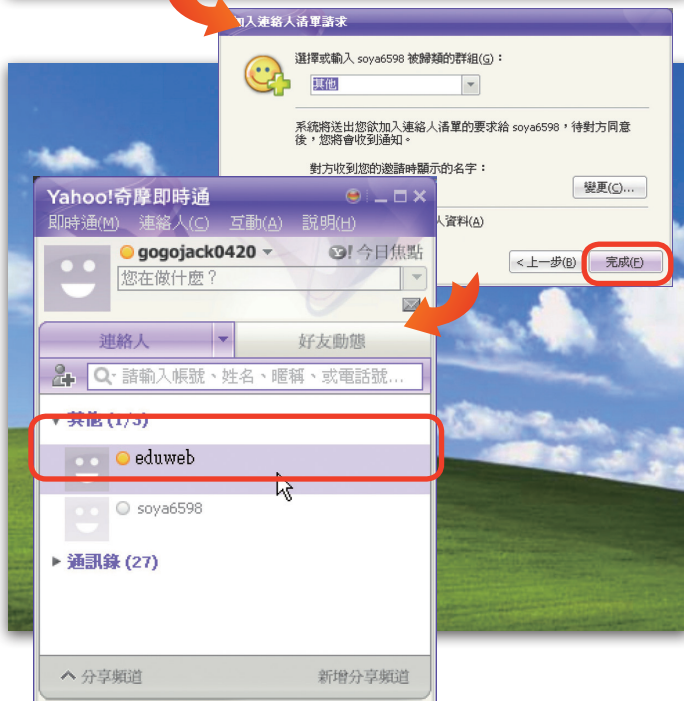 加入連絡人清單請求
選擇或輸入 soya6598 被歸類的群組(G)：
其他
系統將送出您欲加入連絡人清單的要求給 soya6598，待對方同意
後，您將會收到通知。
對方收到您的邀請時顯示的名字：
變更(C)...
人資料(A)
<上一步(B)
完成(F)
Yahoo!奇摩即時通
即時通(M) 連絡人(C) 互動(A) 說明(H)
gogojack0420
Y! 今日焦點
您在做什麼？
連絡人
好友動態
請輸入帳號、姓名、暱稱、或電話號...
其他 (1/3)
eduweb
soya6598
通訊錄 (27)
分享頻道
新增分享頻道